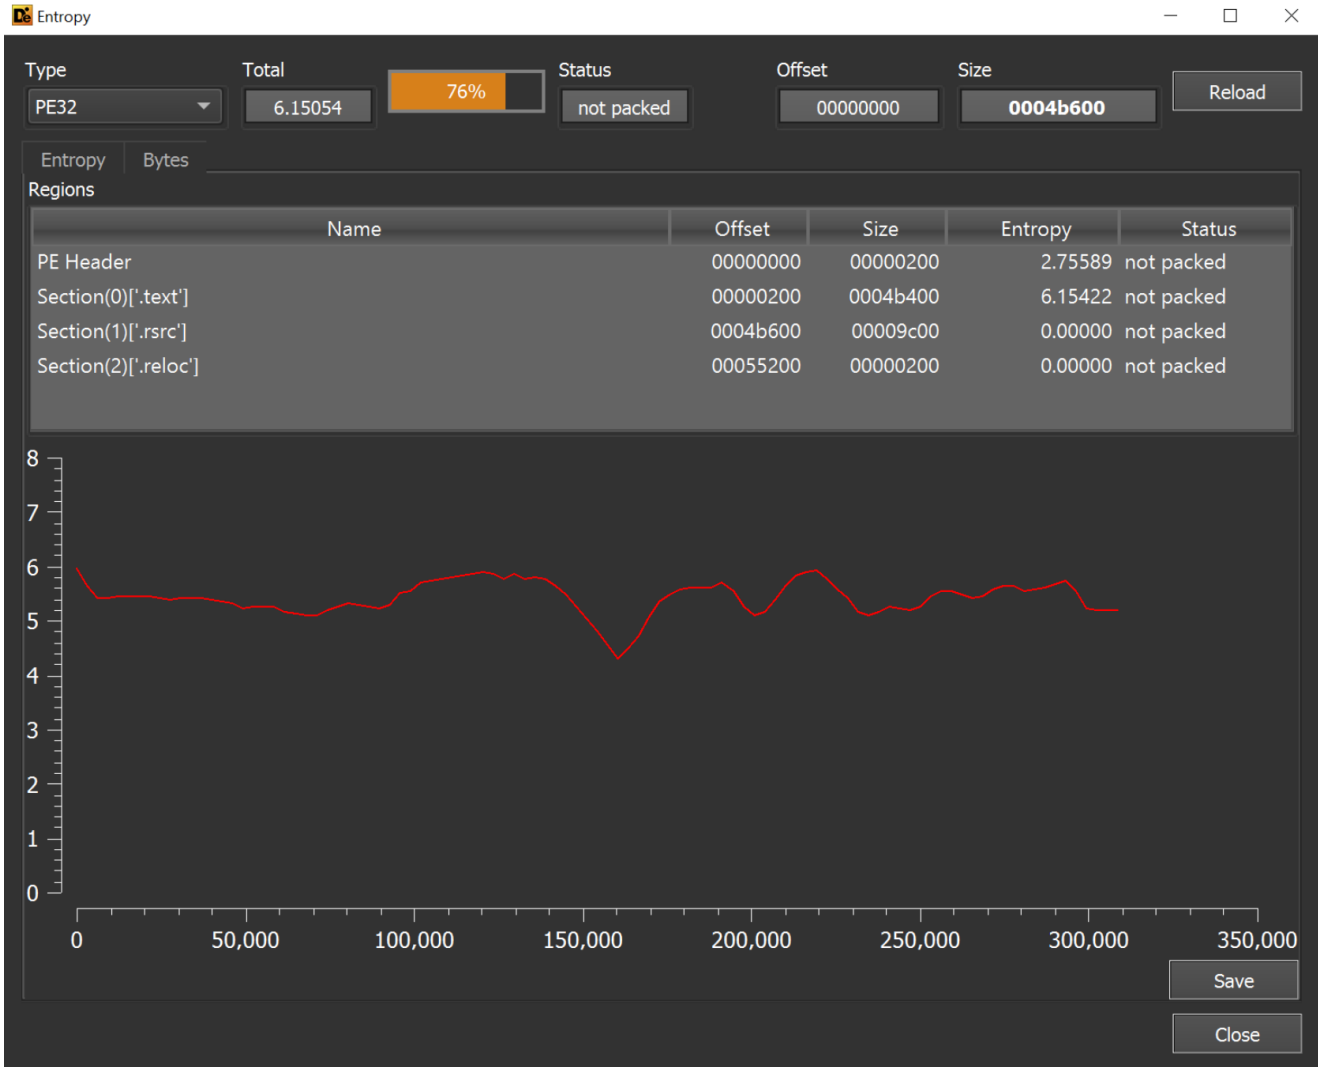 De Entropy
Type Total Status Offset Size
PE32 6.15054 76% not packed 00000000 0004b600 Reload
Entropy Bytes
Regions
Name Offset Size Entropy Status
PE Header 00000000 00000200 2.75589 not packed
Section(0)['.text'] 00000200 0004b400 6.15422 not packed
Section(1)['.rsrc'] 0004b600 00009c00 0.00000 not packed
Section(2)['.reloc'] 00055200 00000200 0.00000 not packed
8
7
6
5
4
3
2
1
0
0 50,000 100,000 150,000 200,000 250,000 300,000 350,000
Save
Close